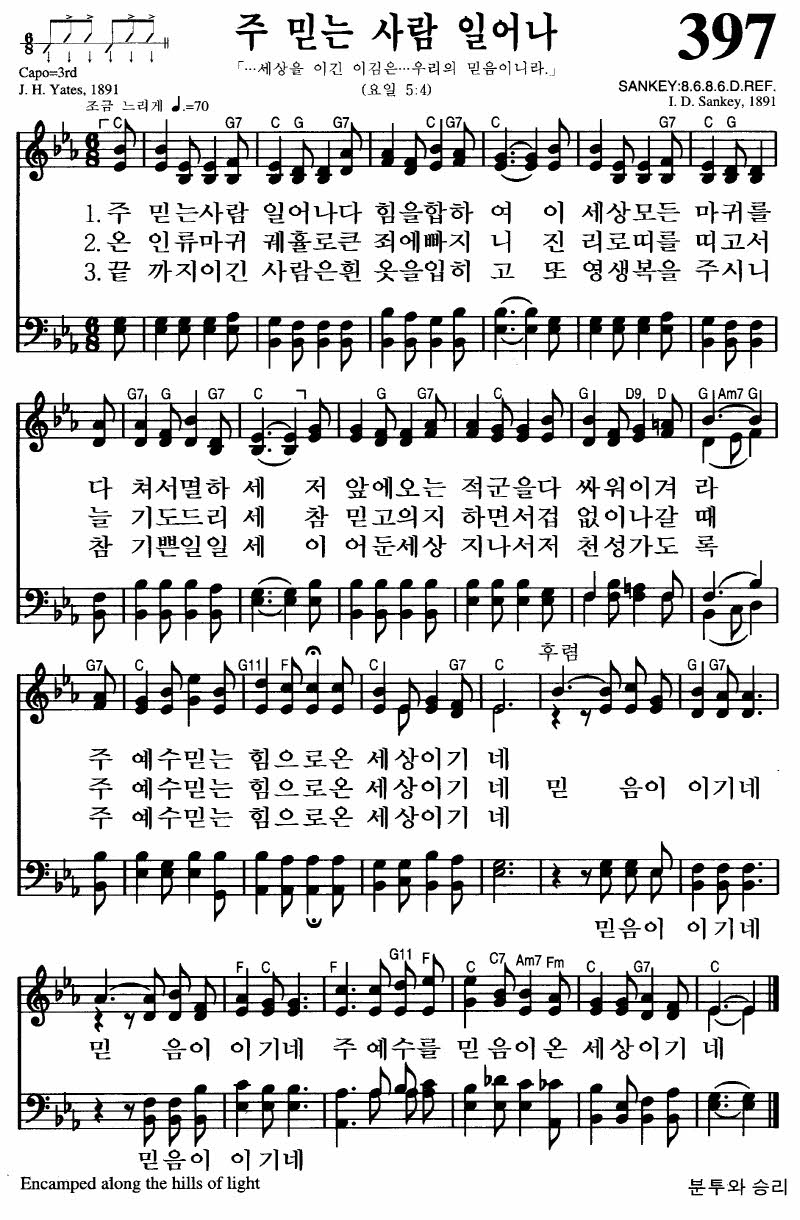 주 믿는 사람 일어나
397
「…세상을 이긴 이김은…우리의 믿음이니라.」
(요일 5:4)
6/8
Capo=3rd
J. H. Yates, 1891
SANKEY:8.6.8.6.D.REF.
I. D. Sankey, 1891
조금 느리게 ♩.=70
C G7 C G G7 C G7 C G
1. 주 믿는사람 일어나다 힘을합하 여 이 세상모든 마귀를
2. 온 인류마귀 궤휼로큰 죄에빠지 니 진 리로띠를 띠고서
3. 끝 까지이긴 사람은흰 옷을입히 고 또 영생복을 주시니
G7 G G7 C G G7 C G D9 D G Am7 G
다 쳐서멸하 세 저 앞에오는 적군을다 싸워이겨 라
늘 기도드리 세 참 믿고의지 하면서겁 없이나갈 때
참 기쁜일일 세 이 어둔세상 지나서저 천성가도 록
후렴
G7 C G11 F C G7 C G G7
주 예수믿는 힘으로온 세상이기 네
주 예수믿는 힘으로온 세상이기 네 믿 음이 이기네
주 예수믿는 힘으로온 세상이기 네
믿음이 이기네
F C F G11 F C C7 Am7 Fm C G7 C
믿 음이 이기네 주예수를 믿음이온 세상이기 네
믿음이 이기네
Encamped along the hills of light
분투와 승리